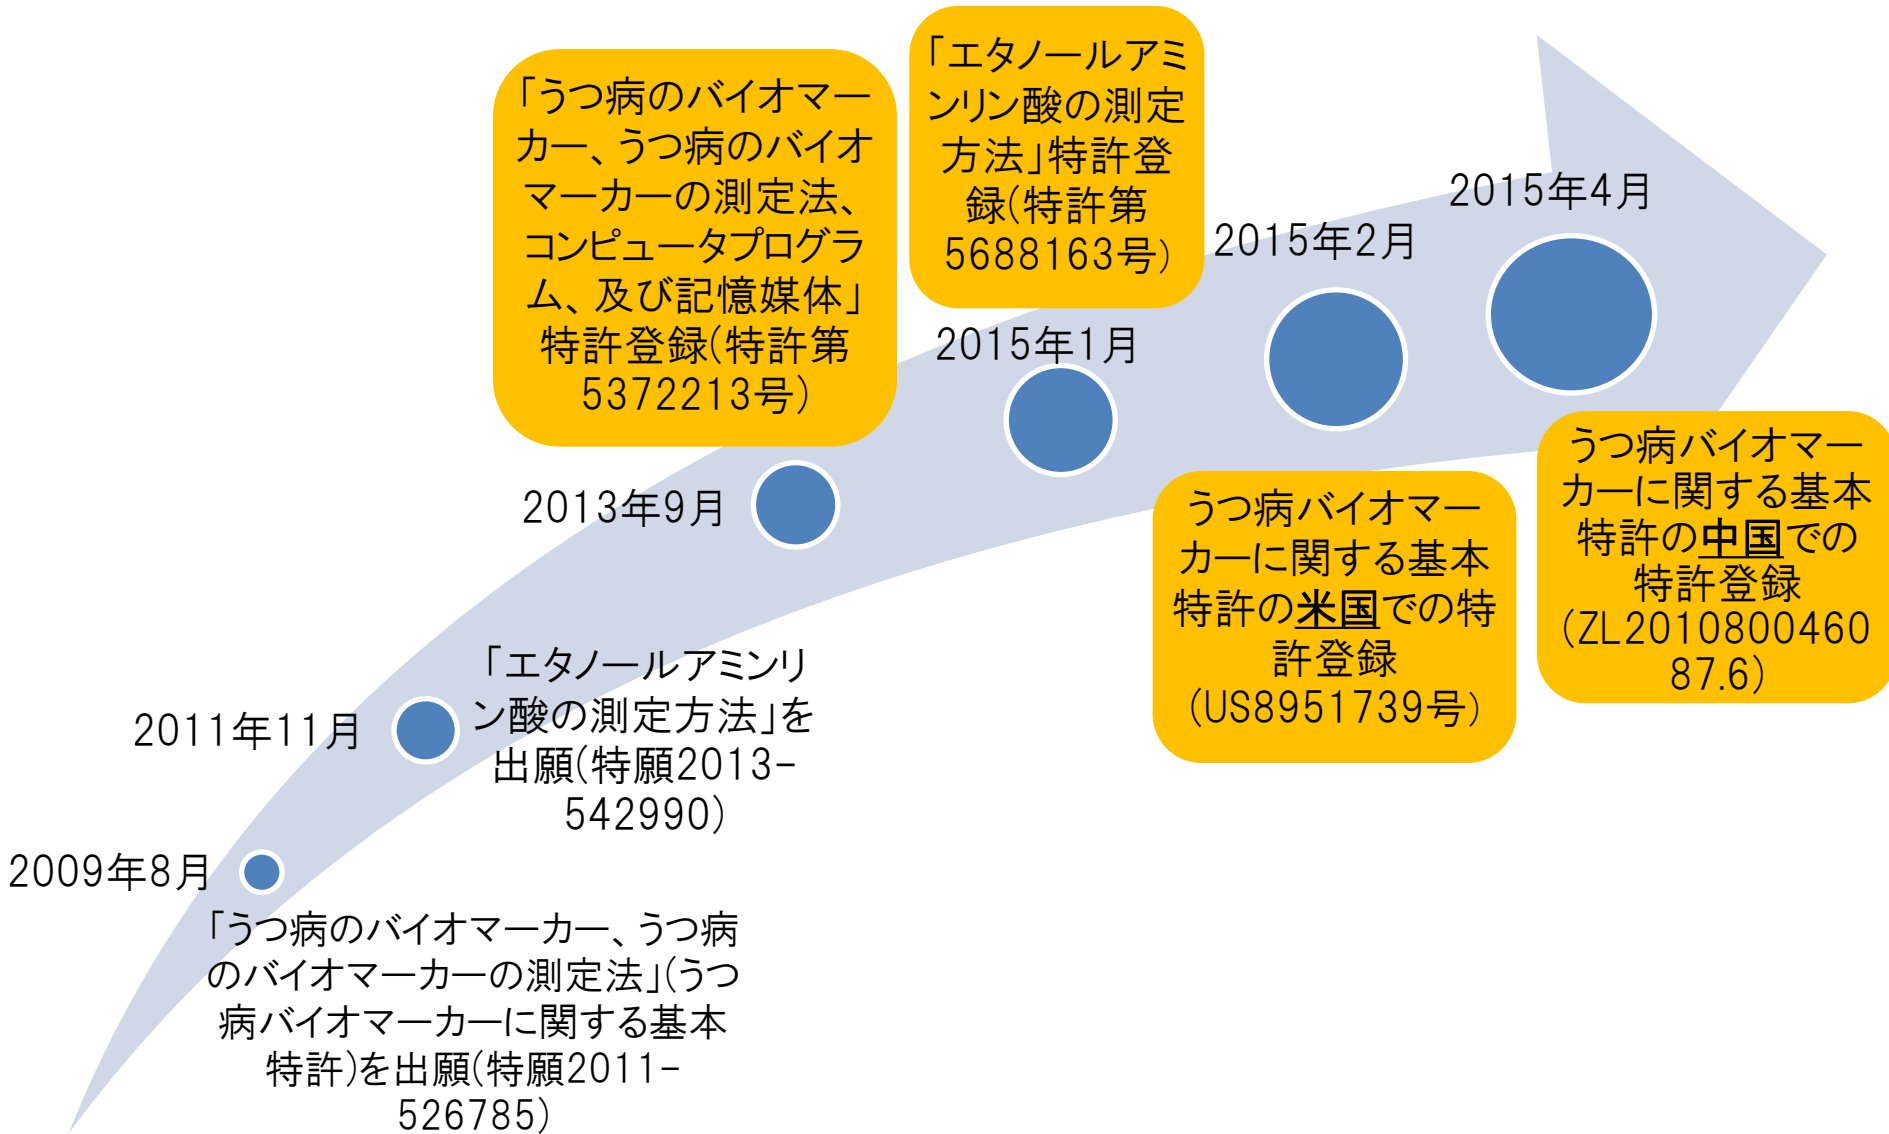 2009年8月
「うつ病のバイオマーカー、うつ病
のバイオマーカーの測定法」(うつ
病バイオマーカーに関する基本
特許)を出願(特願2011-
526785)
2011年11月
「エタノールアミンリ
ン酸の測定方法」を
出願(特願2013-
542990)
2013年9月
「うつ病のバイオマー
カー、うつ病のバイオ
マーカーの測定法、
コンピュータプログラ
ム、及び記憶媒体」
特許登録(特許第
5372213号)
2015年1月
「エタノールアミ
ンリン酸の測定
方法」特許登
録(特許第
5688163号)
2015年2月
うつ病バイオマー
カーに関する基本
特許の米国での特
許登録
(US8951739号)
2015年4月
うつ病バイオマー
カーに関する基本
特許の中国での
特許登録
(ZL2010800460
87.6)